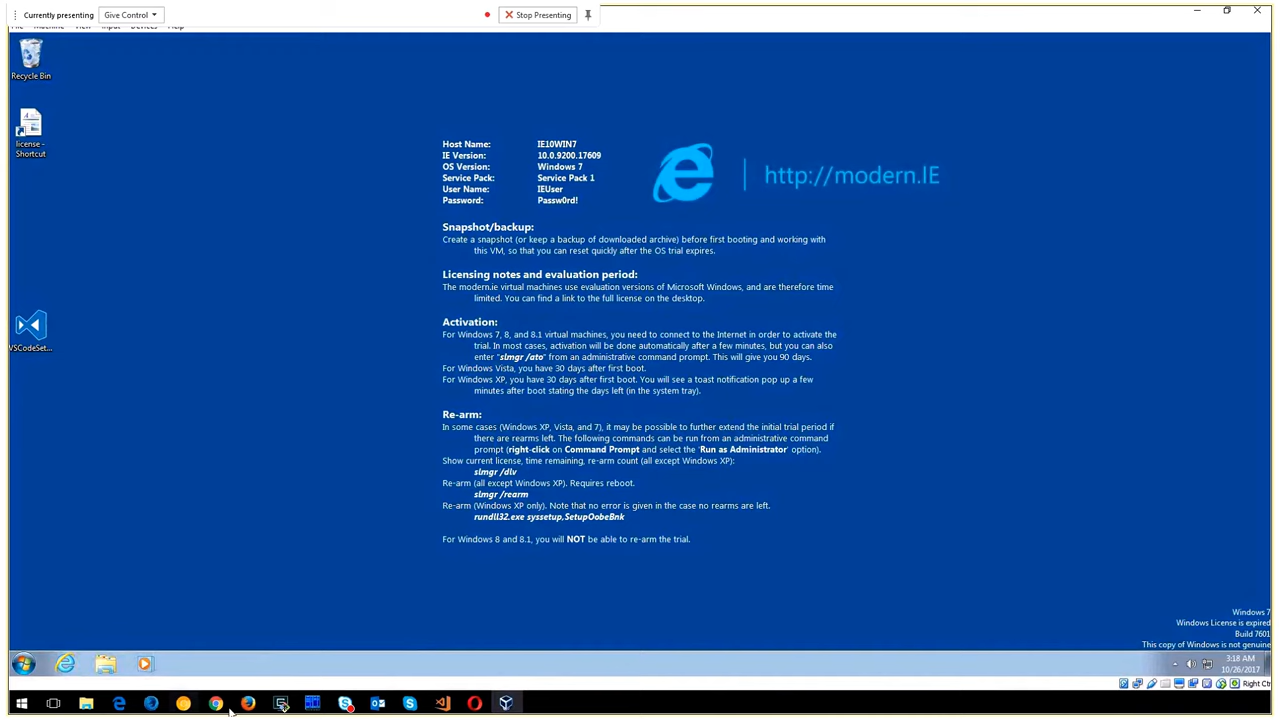 Currently presenting
Give Control
Stop Presenting
File Machine View Input Devices Help
Recycle Bin
license -
Shortcut
VSCodeSet...
Host Name: IE10WIN7
IE Version: 10.0.9200.17609
OS Version: Windows 7
Service Pack: Service Pack 1
User Name: IEUser
Password: Passw0rd!
http://modern.IE
Snapshot/backup:
Create a snapshot (or keep a backup of downloaded archive) before first booting and working with
this VM, so that you can reset quickly after the OS trial expires.
Licensing notes and evaluation period:
The modern.ie virtual machines use evaluation versions of Microsoft Windows, and are therefore time
limited. You can find a link to the full license on the desktop.
Activation:
For Windows 7, 8, and 8.1 virtual machines, you need to connect to the Internet in order to activate the
trial. In most cases, activation will be done automatically after a few minutes, but you can also
enter "slmgr /ato" from an administrative command prompt. This will give you 90 days.
For Windows Vista, you have 30 days after first boot.
For Windows XP, you have 30 days after first boot. You will see a toast notification pop up a few
minutes after boot stating the days left (in the system tray).
Re-arm:
In some cases (Windows XP, Vista, and 7), it may be possible to further extend the initial trial period if
there are rearms left. The following commands can be run from an administrative command
prompt (right-click on Command Prompt and select the 'Run as Administrator' option).
Show current license, time remaining, re-arm count (all except Windows XP):
slmgr /dlv
Re-arm (all except Windows XP). Requires reboot.
slmgr /rearm
Re-arm (Windows XP only). Note that no error is given in the case no rearms are left.
rundll32.exe syssetup,SetupOobeBnk
For Windows 8 and 8.1, you will NOT be able to re-arm the trial.
Windows 7
Windows License is expired
Build 7601
This copy of Windows is not genuine
3:18 AM
10/26/2017
Right Ctr